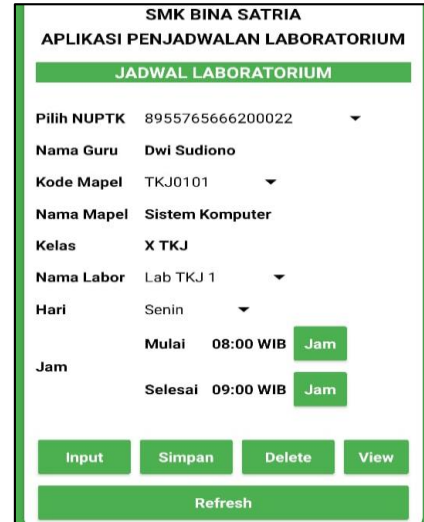 SMK BINA SATRIA
APLIKASI PENJADWALAN LABORATORIUM
JADWAL LABORATORIUM
Pilih NUPTK 8955765666200022
Nama Guru Dwi Sudiono
Kode Mapel TKJ0101
Nama Mapel Sistem Komputer
Kelas X TKJ
Nama Labor Lab TKJ 1
Hari Senin
Mulai 08:00 WIB Jam
Jam
Selesai 09:00 WIB Jam
Input Simpan Delete View
Refresh